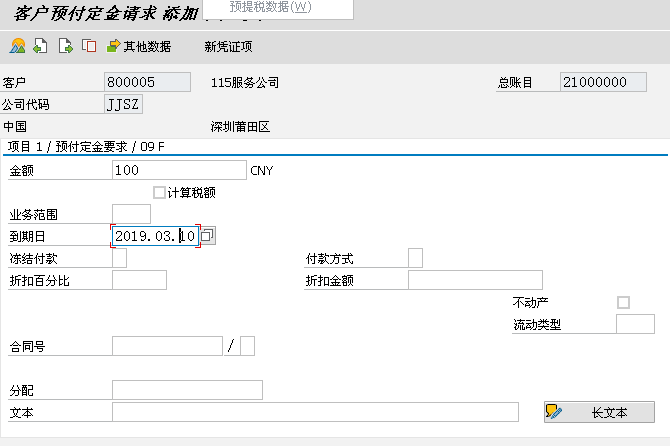 客户预付定金请求 添加
预提税数据(W)
其他数据 新凭证项
客户 800005 115服务公司 总账目 21000000
公司代码 JJSZ
中国 深圳莆田区
项目 1 / 预付定金要求 / 09 F
金额 100 CNY
计算税额
业务范围
到期日 2019.03.10
冻结付款 付款方式
折扣百分比 折扣金额
不动产
流动类型
合同号 /
分配
文本 长文本